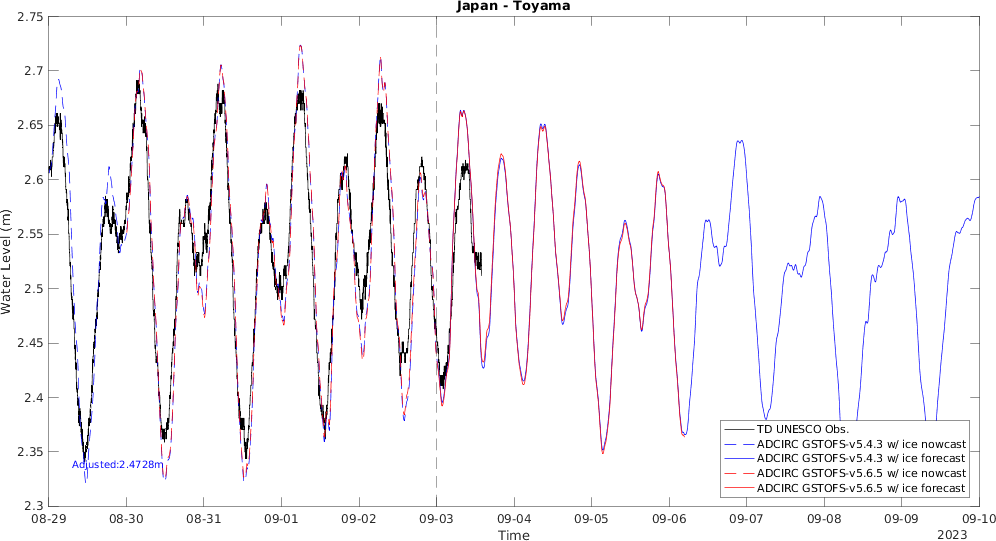 Japan - Toyama
Water Level (m)
2.75
2.7
2.65
2.6
2.55
2.5
2.45
2.4
2.35
2.3
Adjusted:2.4728m
TD UNESCO Obs.
ADCIRC GSTOFS-v5.4.3 w/ ice nowcast
ADCIRC GSTOFS-v5.4.3 w/ ice forecast
ADCIRC GSTOFS-v5.6.5 w/ ice nowcast
ADCIRC GSTOFS-v5.6.5 w/ ice forecast
08-29 08-30 08-31 09-01 09-02 09-03 09-04 09-05 09-06 09-07 09-08 09-09 09-10
Time
2023